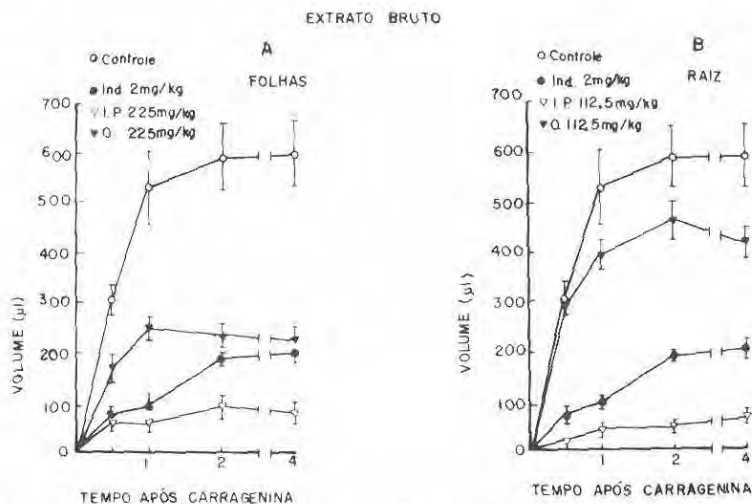 EXTRATO BRUTO
A
FOLHAS
Controle
Ind. 2mg/kg
I.P. 225mg/kg
O. 225mg/kg
700
600
500
400
300
200
100
0
VOLUME (µl)
1
2
4
TEMPO APÓS CARRAGENINA
B
RAIZ
Controle
Ind. 2mg/kg
I.P. 112,5mg/kg
O. 112,5mg/kg
700
600
500
400
300
200
100
0
VOLUME (µl)
1
2
4
TEMPO APÓS CARRAGENINA